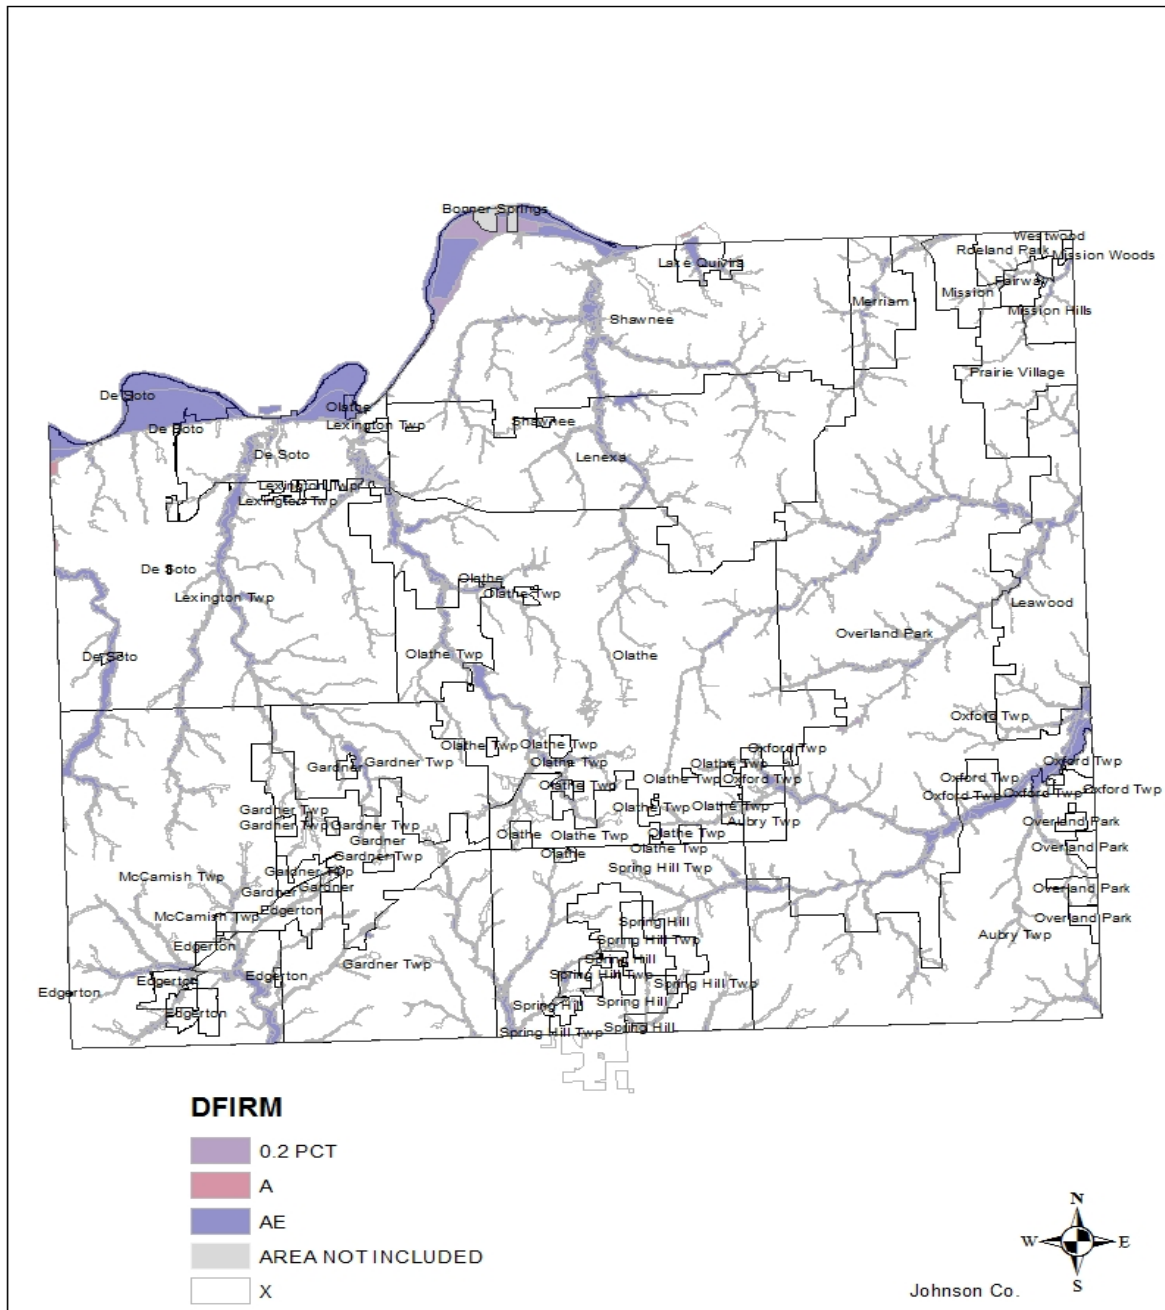 Bonner Springs
Westwood
Roeland Park
Mission Woods
Lake Quivira
Fairway
Merriam
Mission
Mission Hills
Shawnee
Prairie Village
De Soto
Olathe
De Soto
Lexington Twp
Shawnee
De Soto
Lenexa
Lexington Twp
Lexington Twp
De Soto
Olathe
Olathe Twp
Lexington Twp
Leawood
Overland Park
De Soto
Olathe Twp
Olathe
Oxford Twp
Olathe Twp
Olathe Twp
Oxford Twp
Gardner
Gardner Twp
Olathe Twp
Olathe Twp
Oxford Twp
Olathe Twp
Olathe Twp
Oxford Twp
Oxford Twp
Oxford Twp
Oxford Twp
Oxford Twp
Gardner Twp
Olathe Twp
Olathe Twp
Gardner Twp
Gardner Twp
Aubry Twp
Overland Park
Gardner
Olathe
Olathe Twp
Olathe Twp
Gardner Twp
Olathe
Olathe Twp
Overland Park
McCamish Twp
Gardner Twp
Spring Hill Twp
Gardner
Gardner
Overland Park
McCamish Twp
Edgerton
Spring Hill
Overland Park
Edgerton
Spring Hill Twp
Aubry Twp
Gardner Twp
Spring Hill
Edgerton
Edgerton
Spring Hill Twp
Spring Hill Twp
Edgerton
Edgerton
Spring Hill
Spring Hill
Spring Hill Twp
Spring Hill
DFIRM
0.2 PCT
A
AE
AREA NOT INCLUDED
X
N
W
E
S
Johnson Co.